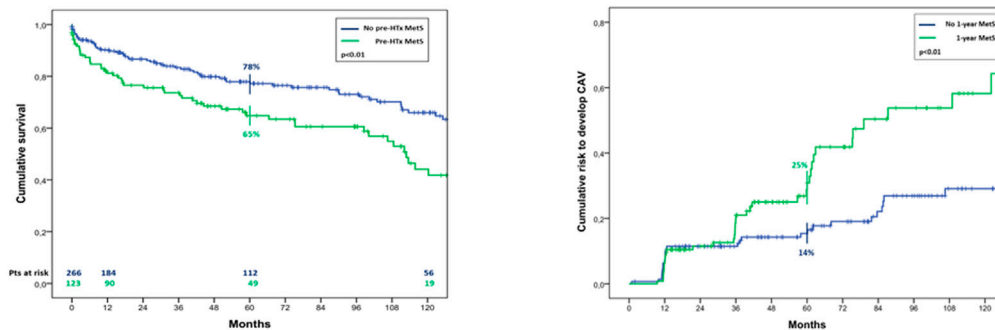 1,0
0,8
0,6
0,4
0,2
0,0
Cumulative survival
No pre-HTx MetS
Pre-HTx MetS
p<0.01
78%
65%
Pts at risk
266 184 112 56
123 90 49 19
0 12 24 36 48 60 72 84 96 108 120
Months
0,8
0,6
0,4
0,2
0,0
Cumulative risk to develop CAV
No 1-year MetS
1-year MetS
p<0.01
25%
14%
0 12 24 36 48 60 72 84 96 108 120
Months